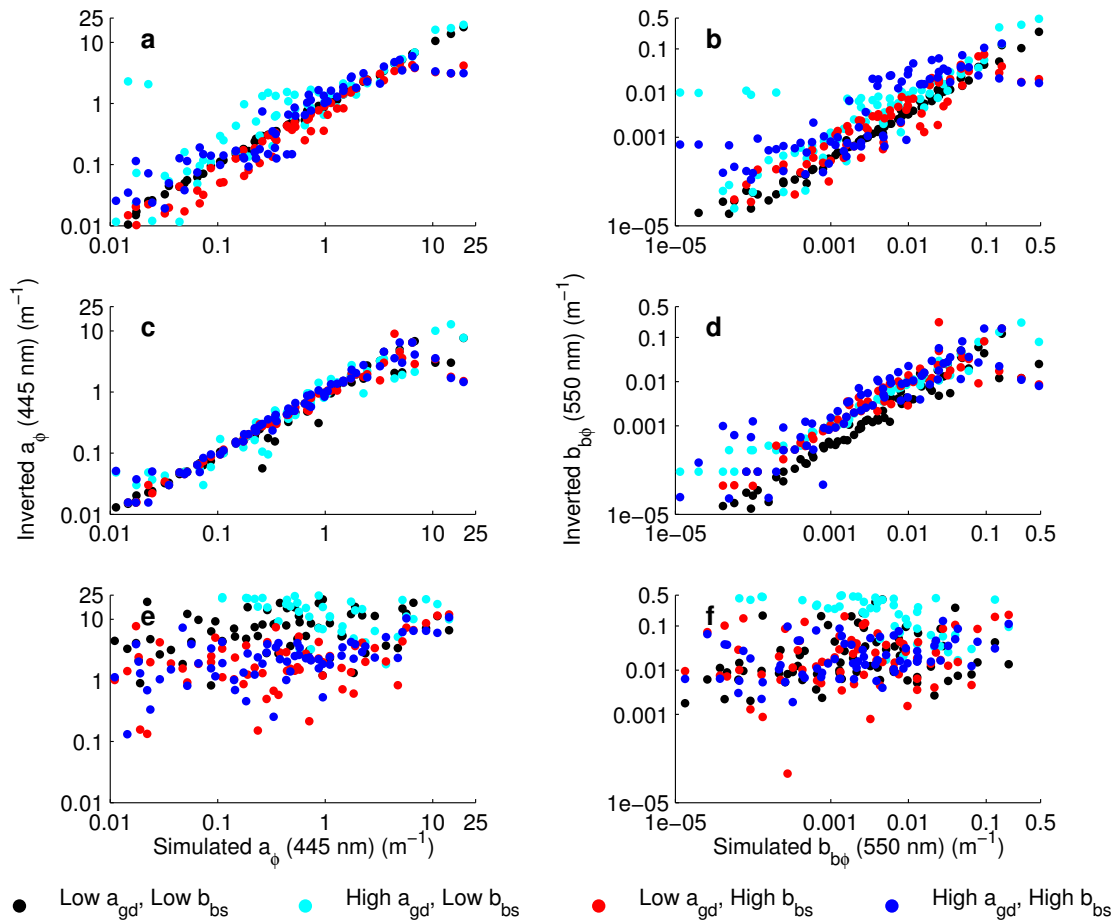 a
25
10
1
0.1
0.01
0.01 0.1 1 10 25
b
0.5
0.1
0.01
0.001
1e−05
1e−05 0.001 0.01 0.1 0.5
c
25
10
1
0.1
0.01
0.01 0.1 1 10 25
Inverted aϕ (445 nm) (m−1)
d
0.5
0.1
0.01
0.001
1e−05
1e−05 0.001 0.01 0.1 0.5
Inverted bbϕ (550 nm) (m−1)
e
25
10
1
0.1
0.01
0.01 0.1 1 10 25
Simulated aϕ (445 nm) (m−1)
f
0.5
0.1
0.01
0.001
1e−05
1e−05 0.001 0.01 0.1 0.5
Simulated bbϕ (550 nm) (m−1)
Low agd, Low bbs
High agd, Low bbs
Low agd, High bbs
High agd, High bbs